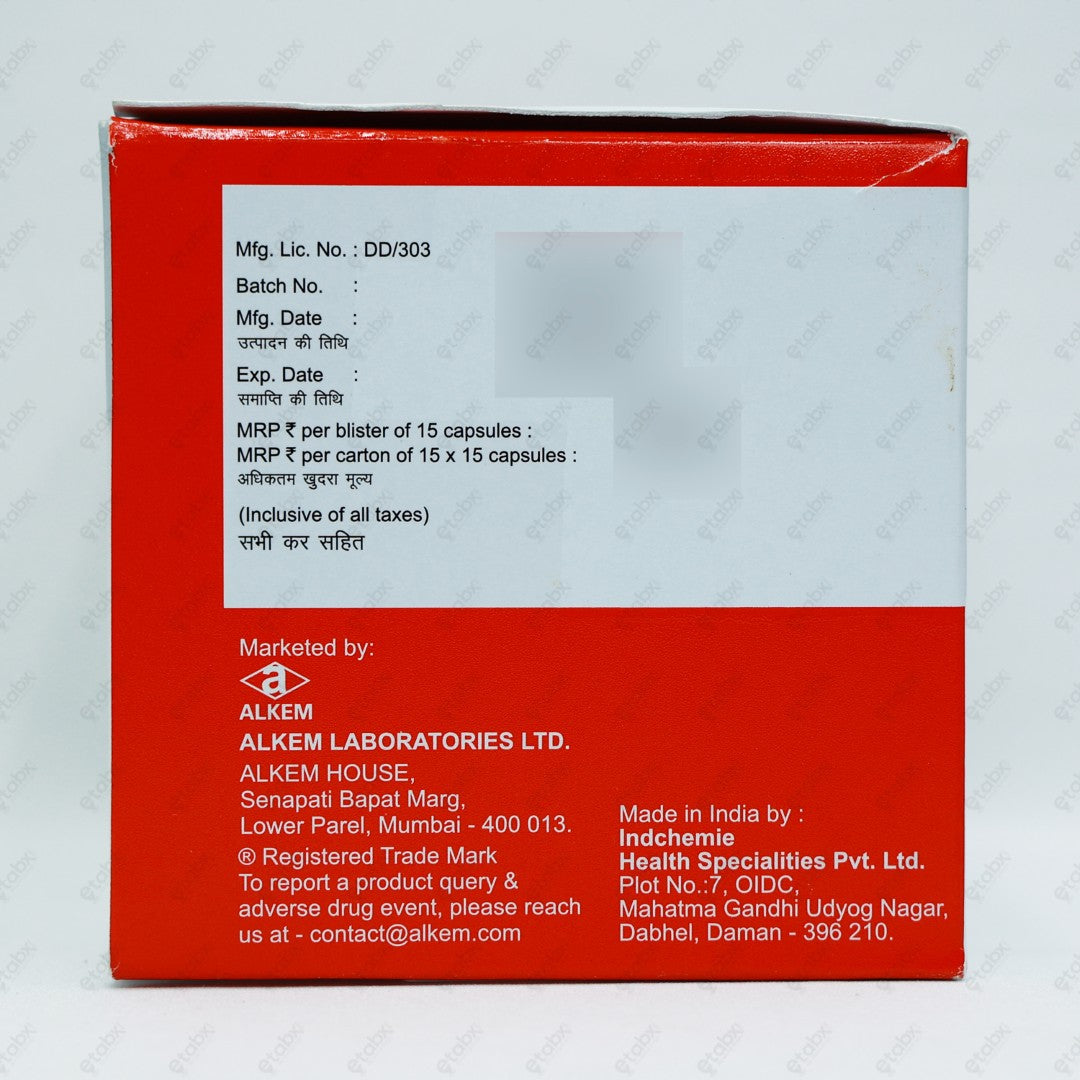 Mfg. Lic. No. : DD/303
Batch No. :
Mfg. Date :
उत्पादन की तिथि
Exp. Date :
समाप्ति की तिथि
MRP ₹ per blister of 15 capsules :
MRP ₹ per carton of 15 x 15 capsules :
अधिकतम खुदरा मूल्य
(Inclusive of all taxes)
सभी कर सहित
Marketed by:
a
ALKEM
ALKEM LABORATORIES LTD.
ALKEM HOUSE,
Senapati Bapat Marg,
Lower Parel, Mumbai - 400 013.
® Registered Trade Mark
To report a product query &
adverse drug event, please reach
us at - contact@alkem.com
Made in India by :
Indchemie
Health Specialities Pvt. Ltd.
Plot No.:7, OIDC,
Mahatma Gandhi Udyog Nagar,
Dabhel, Daman - 396 210.
etabx